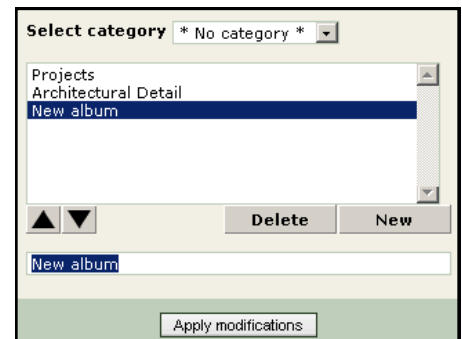 Select category * No category *
Projects
Architectural Detail
New album
Delete New
New album
Apply modifications